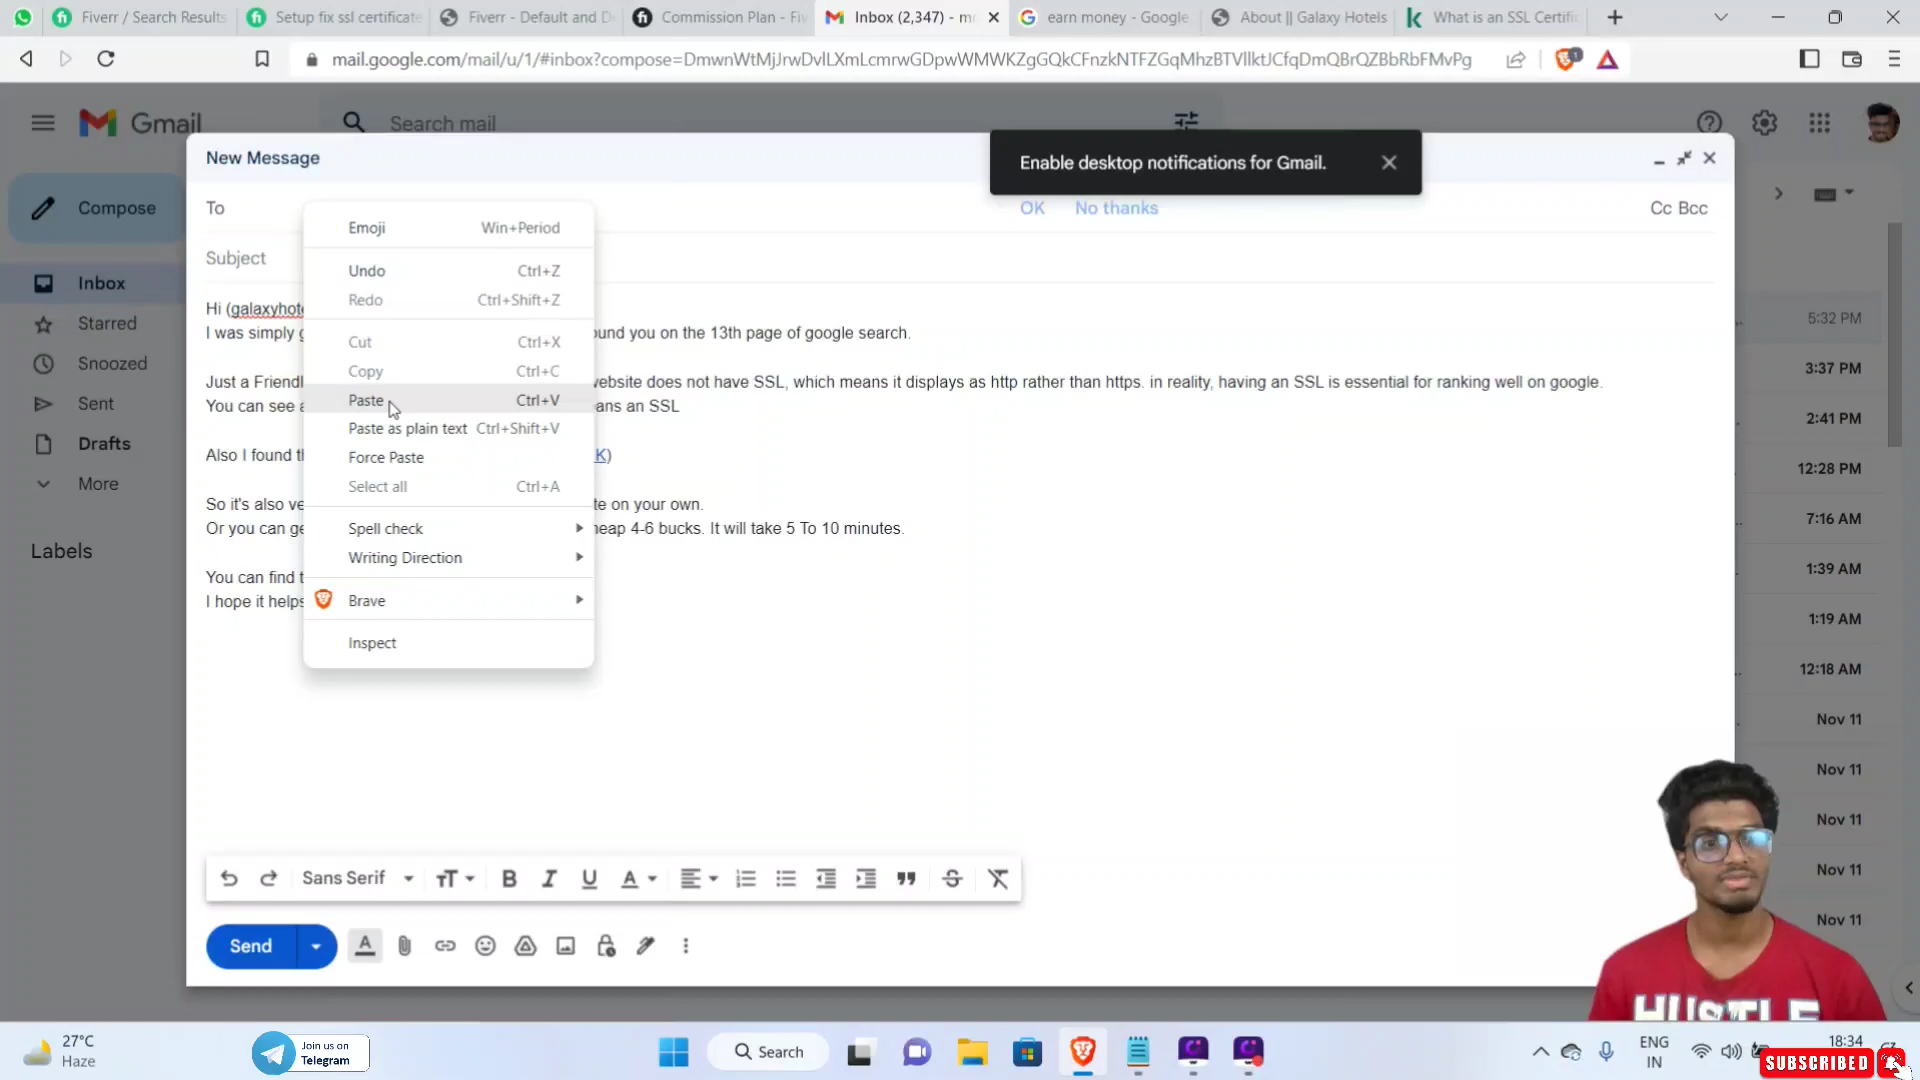 Fiverr / Search Results
Setup fix ssl certificate
Fiverr - Default and D
Commission Plan - Fiv
Inbox (2,347) - m
earn money - Google
About || Galaxy Hotels
What is an SSL Certific
mail.google.com/mail/u/1/#inbox?compose=DmwnWtMjJrwDvlLXmLcmrwGDpwWMWKZgGQkCFnzkNTFZGqMhzBTVllktJCfqDmQBrQZBbRbFMvPg
1
Gmail
Search mail
New Message
Enable desktop notifications for Gmail.
OK
No thanks
To
Cc Bcc
Subject
Compose
Inbox
Starred
Snoozed
Sent
Drafts
More
Labels
Hi (galaxyhote
I was simply g
ound you on the 13th page of google search.
Just a Friendl
website does not have SSL, which means it displays as http rather than https. in reality, having an SSL is essential for ranking well on google.
You can see a
ans an SSL
Also I found th
K)
So it's also ve
te on your own.
Or you can ge
heap 4-6 bucks. It will take 5 To 10 minutes.
You can find t
I hope it helps
Emoji Win+Period
Undo Ctrl+Z
Redo Ctrl+Shift+Z
Cut Ctrl+X
Copy Ctrl+C
Paste Ctrl+V
Paste as plain text Ctrl+Shift+V
Force Paste
Select all Ctrl+A
Spell check
Writing Direction
Brave
Inspect
5:32 PM
3:37 PM
2:41 PM
12:28 PM
7:16 AM
1:39 AM
1:19 AM
12:18 AM
Nov 11
Nov 11
Nov 11
Nov 11
Nov 11
Sans Serif
Send
HUSTLE
27°C
Haze
Join us on
Telegram
Search
ENG
IN
18:34
SUBSCRIBED